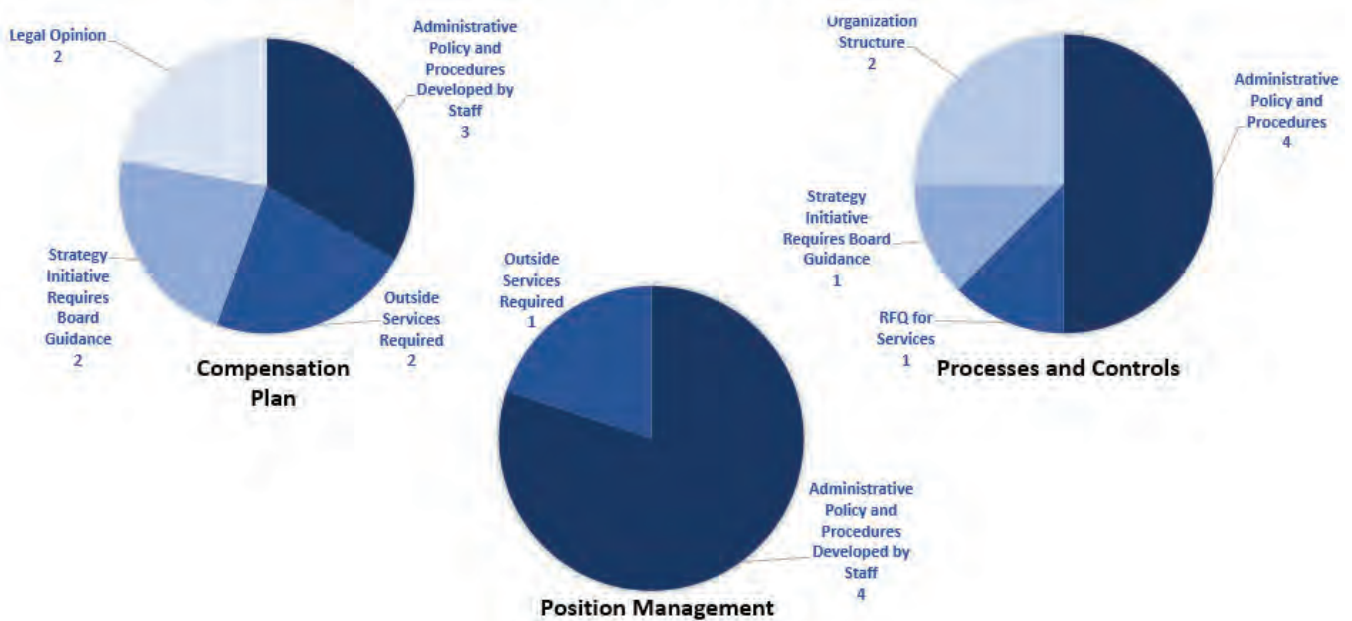 Legal Opinion
2
Administrative
Policy and
Procedures
Developed by
Staff
3
Strategy
Initiative
Requires
Board
Guidance
2
Outside
Services
Required
2
Compensation
Plan
Outside
Services
Required
1
Administrative
Policy and
Procedures
Developed by
Staff
4
Position Management
Organization
Structure
2
Administrative
Policy and
Procedures
4
Strategy
Initiative
Requires Board
Guidance
1
RFQ for
Services
1
Processes and Controls